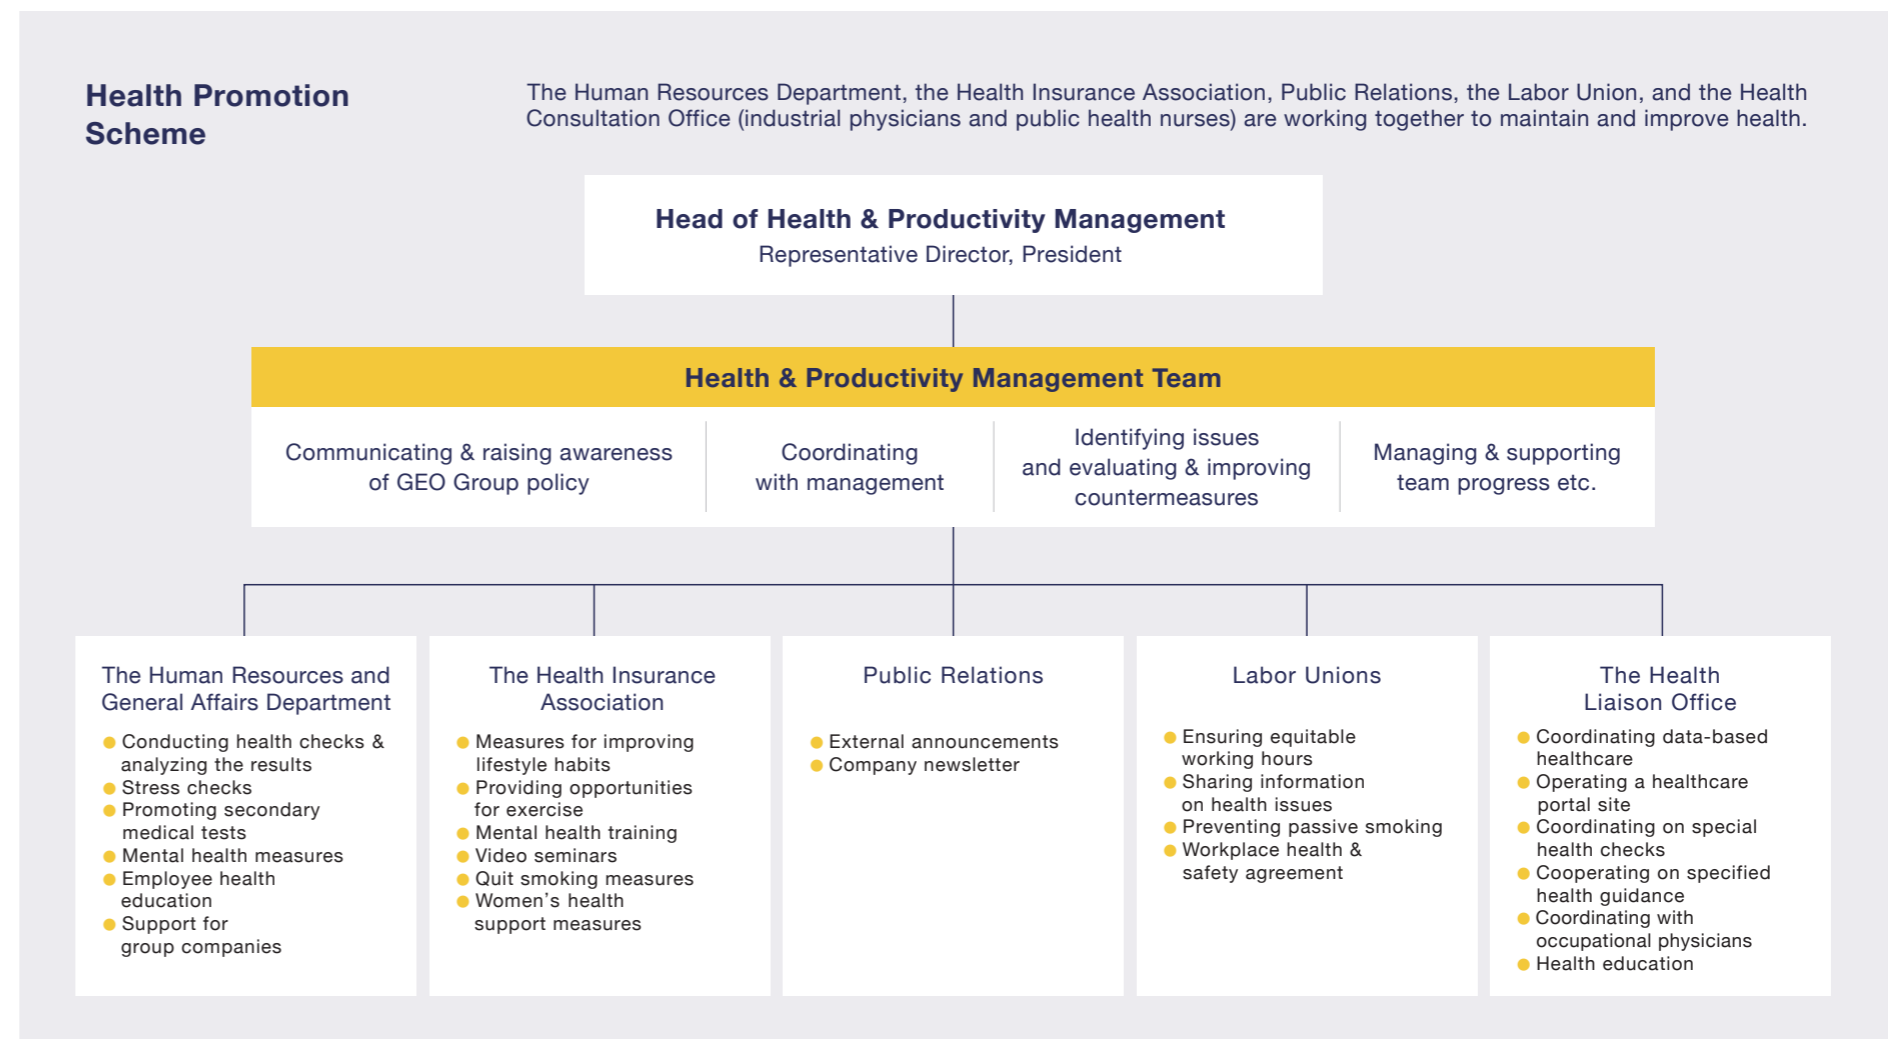 Health Promotion
Scheme
The Human Resources Department, the Health Insurance Association, Public Relations, the Labor Union, and the Health
Consultation Office (industrial physicians and public health nurses) are working together to maintain and improve health.
Head of Health & Productivity Management
Representative Director, President
Health & Productivity Management Team
Communicating & raising awareness
of GEO Group policy
Coordinating
with management
Identifying issues
and evaluating & improving
countermeasures
Managing & supporting
team progress etc.
The Human Resources and
General Affairs Department
● Conducting health checks &
analyzing the results
● Stress checks
● Promoting secondary
medical tests
● Mental health measures
● Employee health
education
● Support for
group companies
The Health Insurance
Association
● Measures for improving
lifestyle habits
● Providing opportunities
for exercise
● Mental health training
● Video seminars
● Quit smoking measures
● Women's health
support measures
Public Relations
● External announcements
● Company newsletter
Labor Unions
● Ensuring equitable
working hours
● Sharing information
on health issues
● Preventing passive smoking
● Workplace health &
safety agreement
The Health
Liaison Office
● Coordinating data-based
healthcare
● Operating a healthcare
portal site
● Coordinating on special
health checks
● Cooperating on specified
health guidance
● Coordinating with
occupational physicians
● Health education